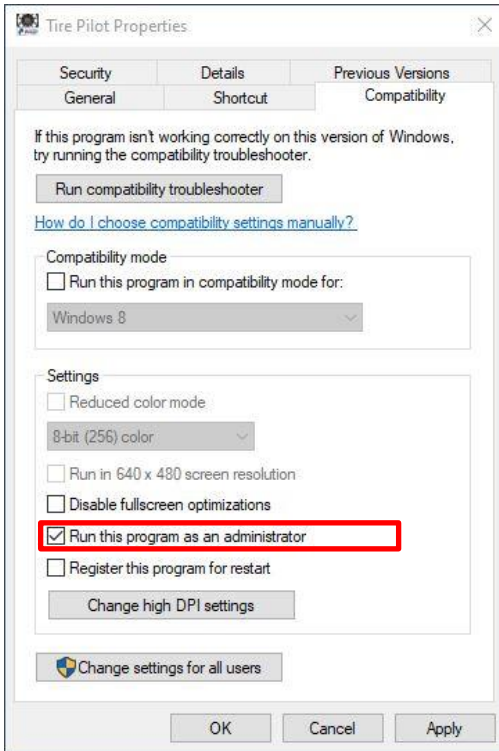 Tire Pilot Properties
Security Details Previous Versions
General Shortcut Compatibility
If this program isn't working correctly on this version of Windows,
try running the compatibility troubleshooter.
Run compatibility troubleshooter
How do I choose compatibility settings manually?
Compatibility mode
Run this program in compatibility mode for:
Windows 8
Settings
Reduced color mode
8-bit (256) color
Run in 640 x 480 screen resolution
Disable fullscreen optimizations
Run this program as an administrator
Register this program for restart
Change high DPI settings
Change settings for all users
OK Cancel Apply